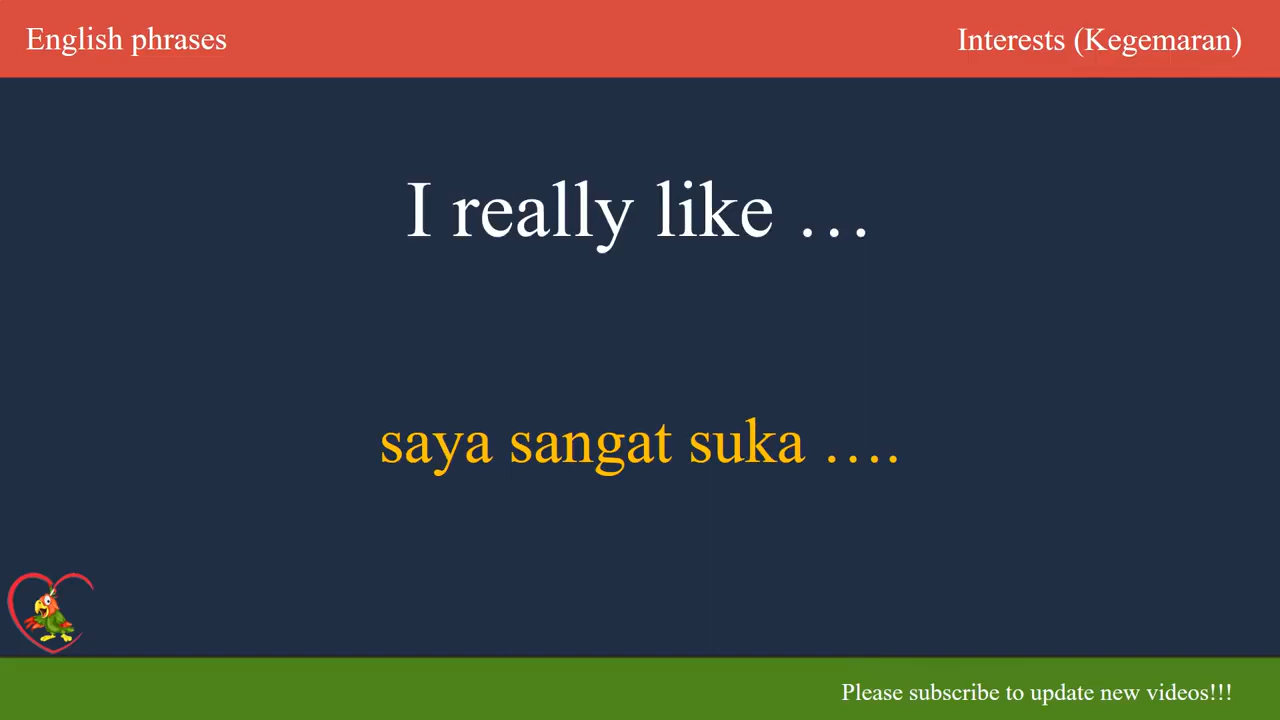 English phrases
Interests (Kegemaran)
I really like …
saya sangat suka ….
Please subscribe to update new videos!!!